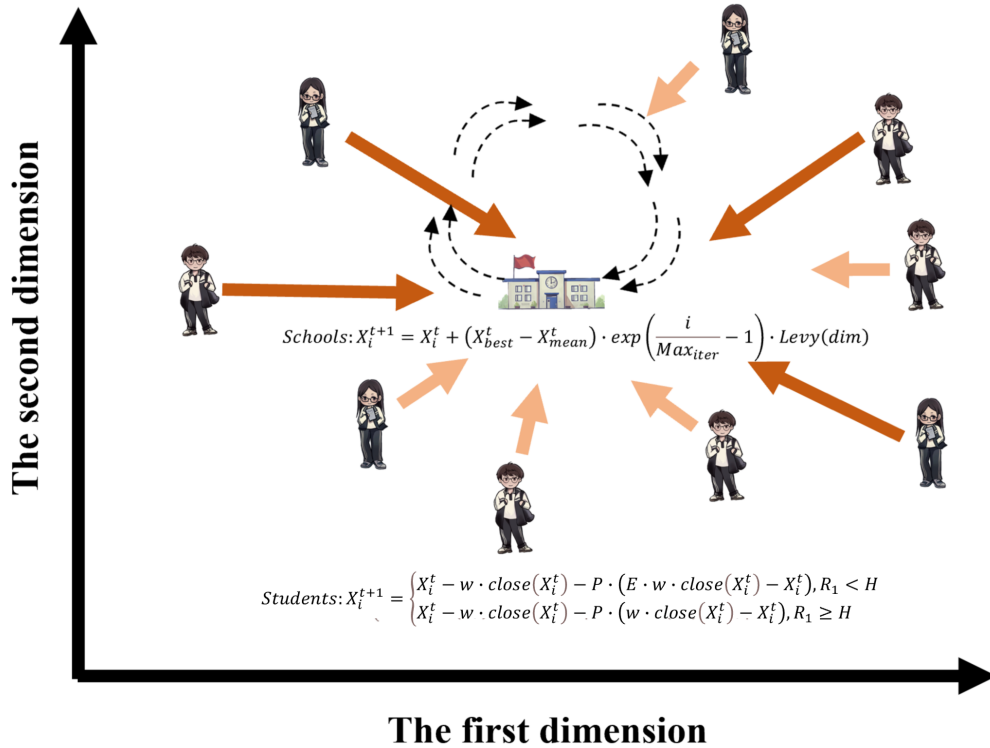 The second dimension
Schools: X_i^{t+1} = X_i^t + (X_{best}^t − X_{mean}^t) · exp(i/Max_{iter} − 1) · Levy(dim)
Students: X_i^{t+1} = { X_i^t − w · close(X_i^t) − P · (E · w · close(X_i^t) − X_i^t), R_1 < H
X_i^t − w · close(X_i^t) − P · (w · close(X_i^t) − X_i^t), R_1 ≥ H
The first dimension